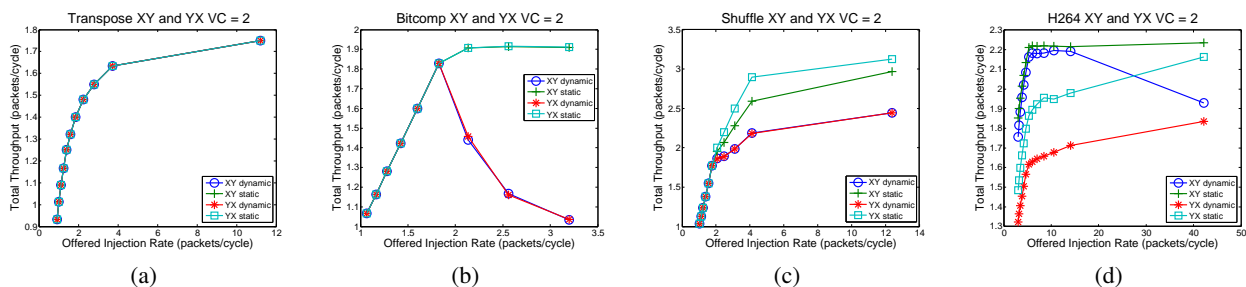 Transpose XY and YX VC = 2
Total Throughput (packets/cycle)
1.8
1.7
1.6
1.5
1.4
1.3
1.2
1.1
1
0.9
XY dynamic
XY static
YX dynamic
YX static
0 2 4 6 8 10 12
Offered Injection Rate (packets/cycle)
(a)
Bitcomp XY and YX VC = 2
Total Throughput (packets/cycle)
2
1.9
1.8
1.7
1.6
1.5
1.4
1.3
1.2
1.1
1
XY dynamic
XY static
YX dynamic
YX static
1 1.5 2 2.5 3 3.5
Offered Injection Rate (packets/cycle)
(b)
Shuffle XY and YX VC = 2
Total Throughput (packets/cycle)
3.5
3
2.5
2
1.5
1
XY dynamic
XY static
YX dynamic
YX static
0 2 4 6 8 10 12 14
Offered Injection Rate (packets/cycle)
(c)
H264 XY and YX VC = 2
Total Throughput (packets/cycle)
2.3
2.2
2.1
2
1.9
1.8
1.7
1.6
1.5
1.4
1.3
XY dynamic
XY static
YX dynamic
YX static
0 10 20 30 40 50
Offered Injection Rate (packets/cycle)
(d)